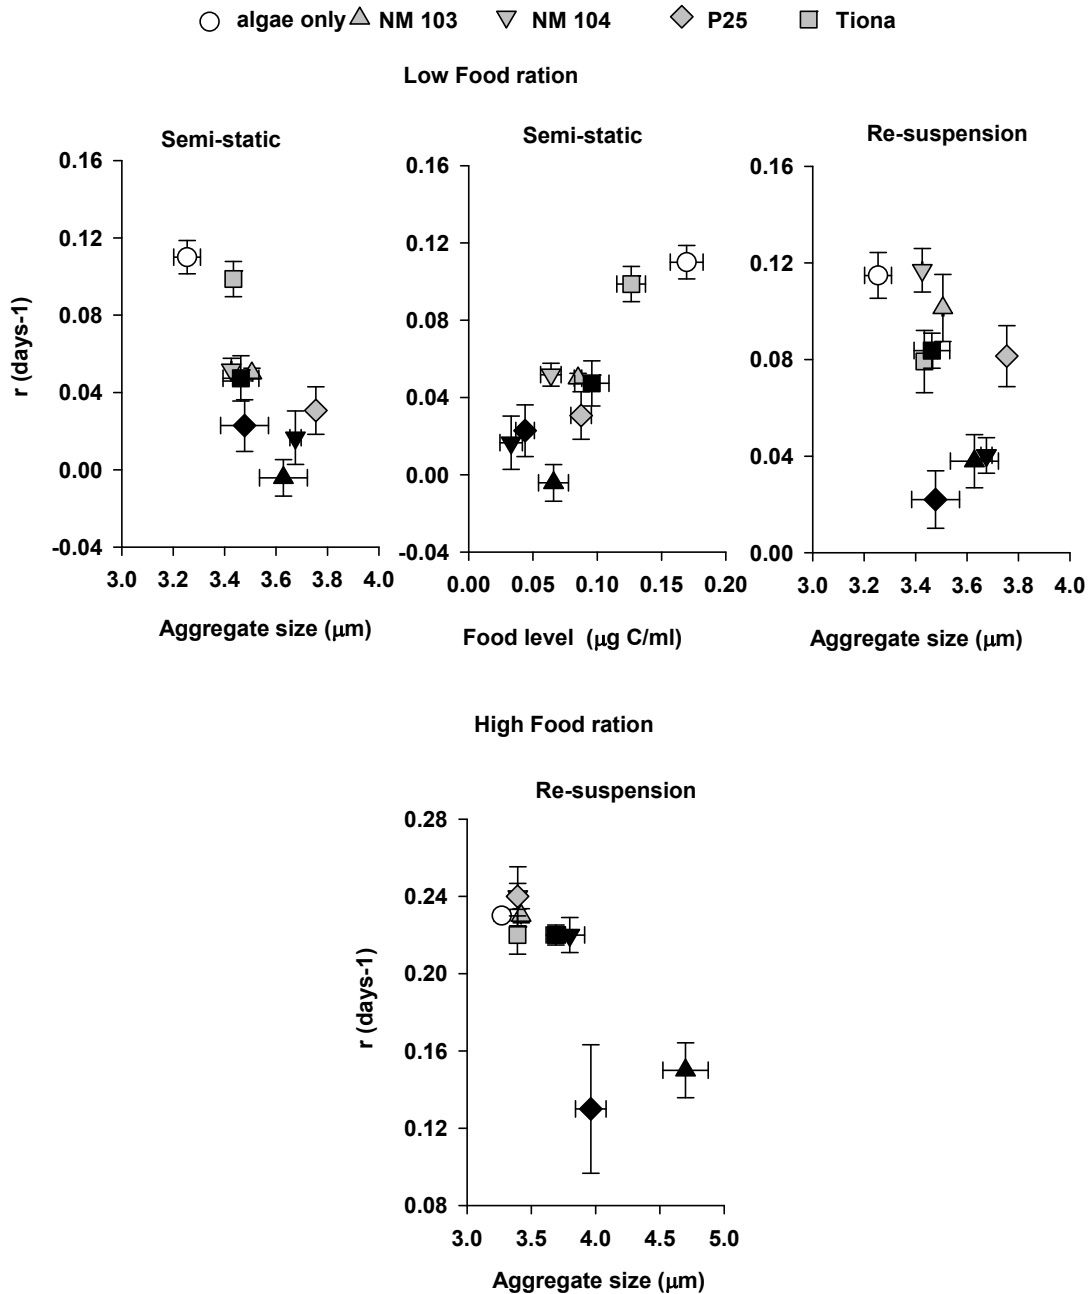 algae only NM 103 NM 104 P25 Tiona
Low Food ration
Semi-static
Semi-static
Re-suspension
r (days-1)
0.16
0.12
0.08
0.04
0.00
-0.04
3.0 3.2 3.4 3.6 3.8 4.0
Aggregate size (μm)
0.16
0.12
0.08
0.04
0.00
-0.04
0.00 0.05 0.10 0.15 0.20
Food level (μg C/ml)
0.16
0.12
0.08
0.04
0.00
3.0 3.2 3.4 3.6 3.8 4.0
Aggregate size (μm)
High Food ration
Re-suspension
r (days-1)
0.28
0.24
0.20
0.16
0.12
0.08
3.0 3.5 4.0 4.5 5.0
Aggregate size (μm)